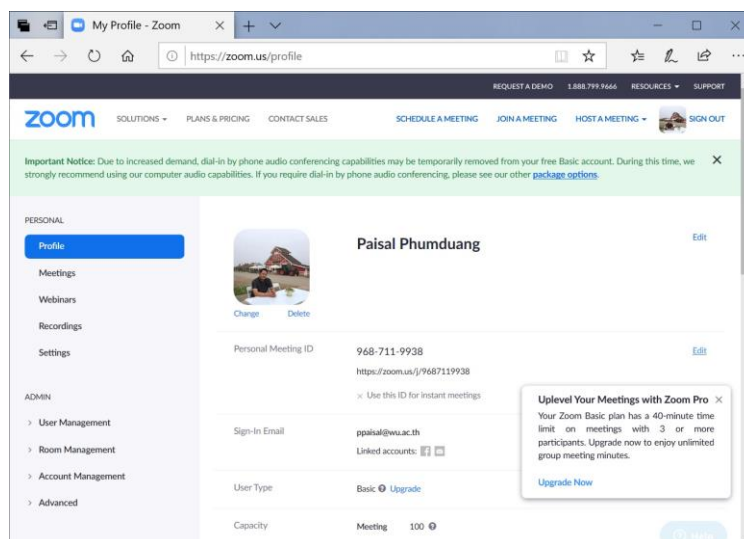 My Profile - Zoom
https://zoom.us/profile
REQUEST A DEMO 1.888.799.9666 RESOURCES SUPPORT
zoom SOLUTIONS PLANS & PRICING CONTACT SALES SCHEDULE A MEETING JOIN A MEETING HOST A MEETING SIGN OUT
Important Notice: Due to increased demand, dial-in by phone audio conferencing capabilities may be temporarily removed from your free Basic account. During this time, we
strongly recommend using our computer audio capabilities. If you require dial-in by phone audio conferencing, please see our other package options.
PERSONAL
Profile
Meetings
Webinars
Recordings
Settings
ADMIN
User Management
Room Management
Account Management
Advanced
Paisal Phumduang Edit
Change Delete
Personal Meeting ID 968-711-9938 Edit
https://zoom.us/j/9687119938
× Use this ID for instant meetings
Sign-In Email ppaisal@wu.ac.th
Linked accounts:
User Type Basic Upgrade
Capacity Meeting 100
Uplevel Your Meetings with Zoom Pro
Your Zoom Basic plan has a 40-minute time
limit on meetings with 3 or more
participants. Upgrade now to enjoy unlimited
group meeting minutes.
Upgrade Now
Help